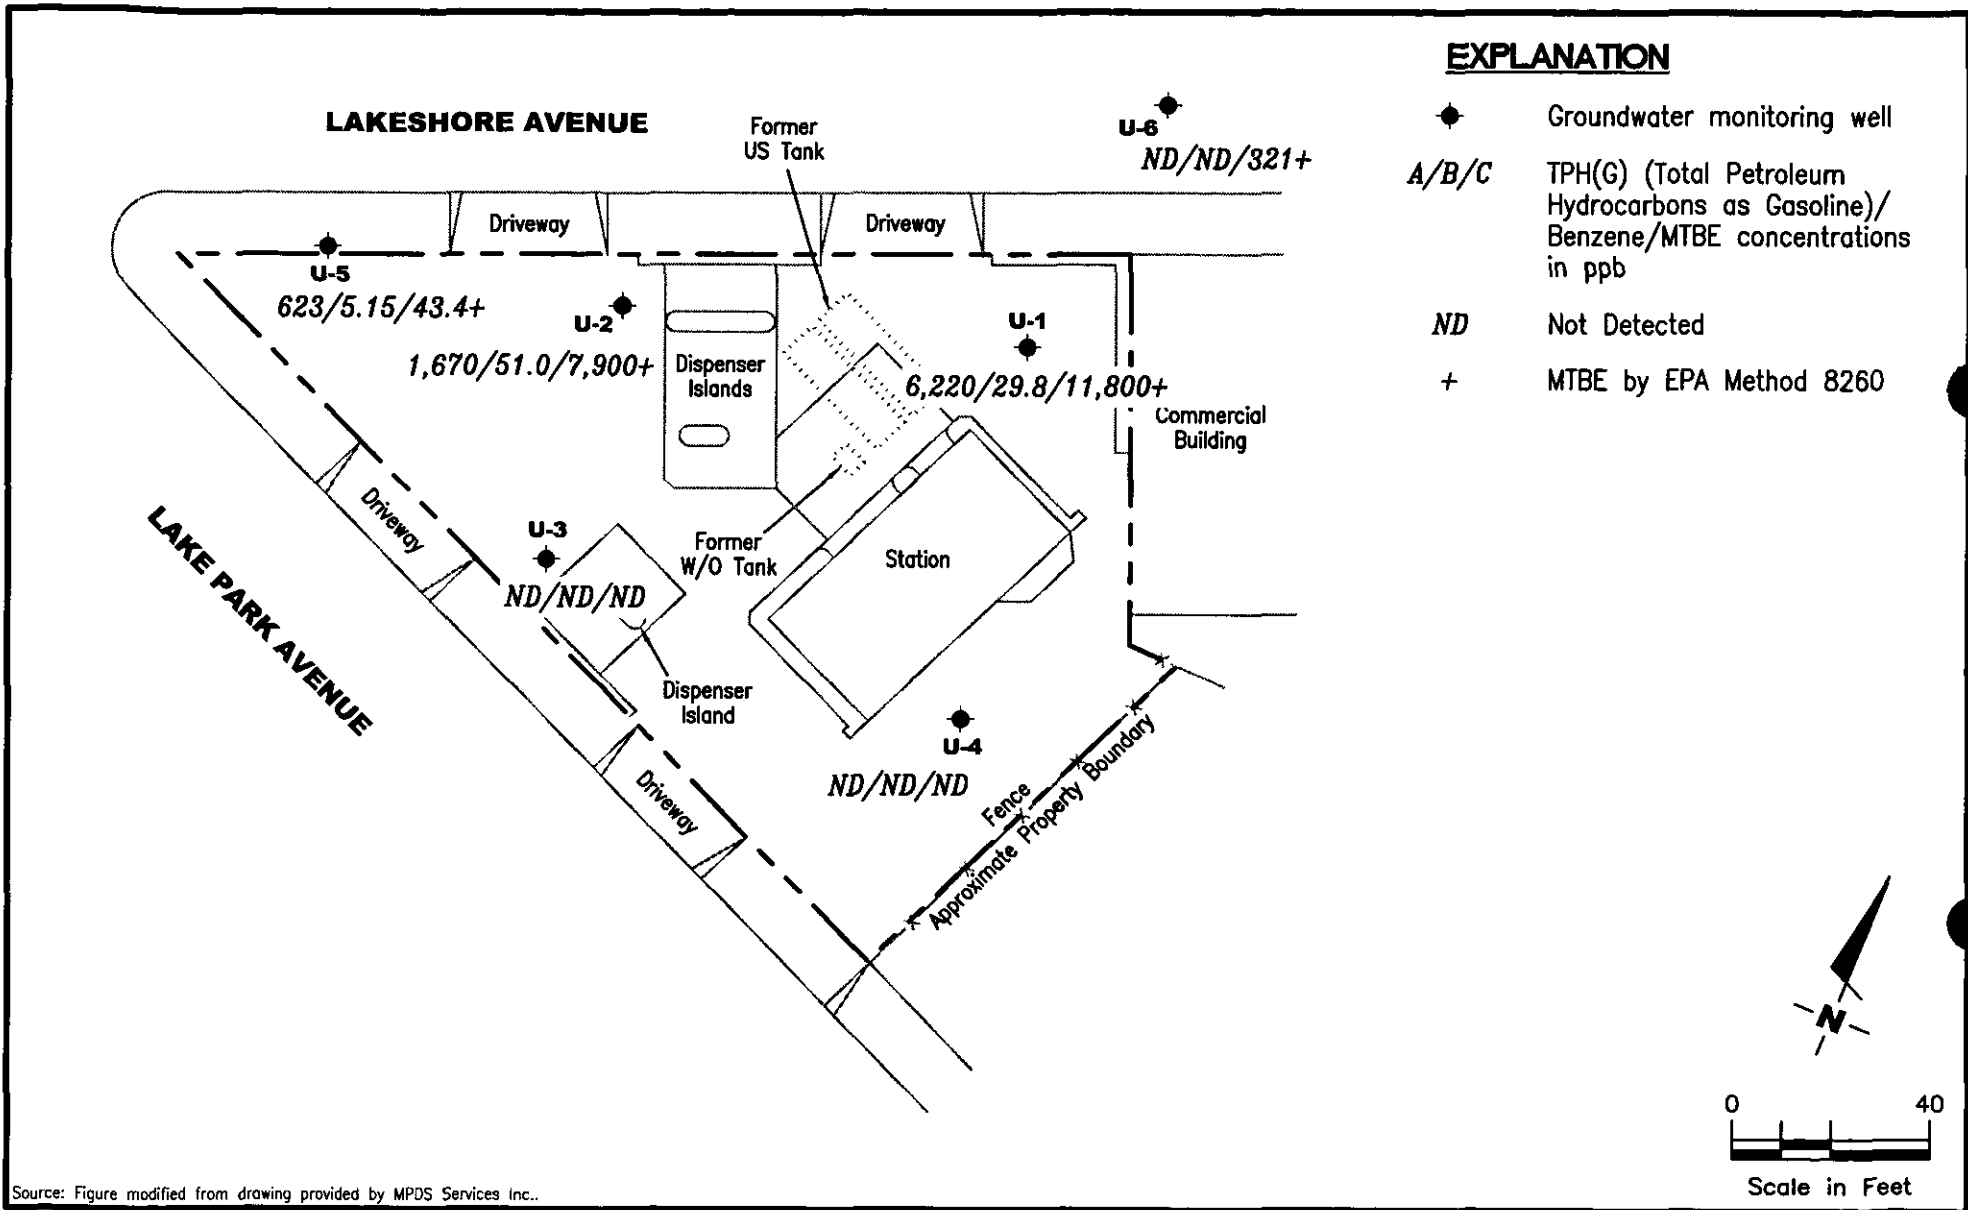 EXPLANATION
Groundwater monitoring well
A/B/C
TPH(G) (Total Petroleum
Hydrocarbons as Gasoline)/
Benzene/MTBE concentrations
in ppb
ND
Not Detected
+
MTBE by EPA Method 8260
LAKESHORE AVENUE
Former
US Tank
U-6
ND/ND/321+
Driveway
Driveway
U-5
623/5.15/43.4+
U-2
1,670/51.0/7,900+
Dispenser
Islands
U-1
6,220/29.8/11,800+
Commercial
Building
Driveway
LAKE PARK AVENUE
U-3
ND/ND/ND
Former
W/O Tank
Station
Dispenser
Island
U-4
ND/ND/ND
Driveway
Fence
Approximate Property Boundary
N
0 40
Scale in Feet
Source: Figure modified from drawing provided by MPDS Services Inc..